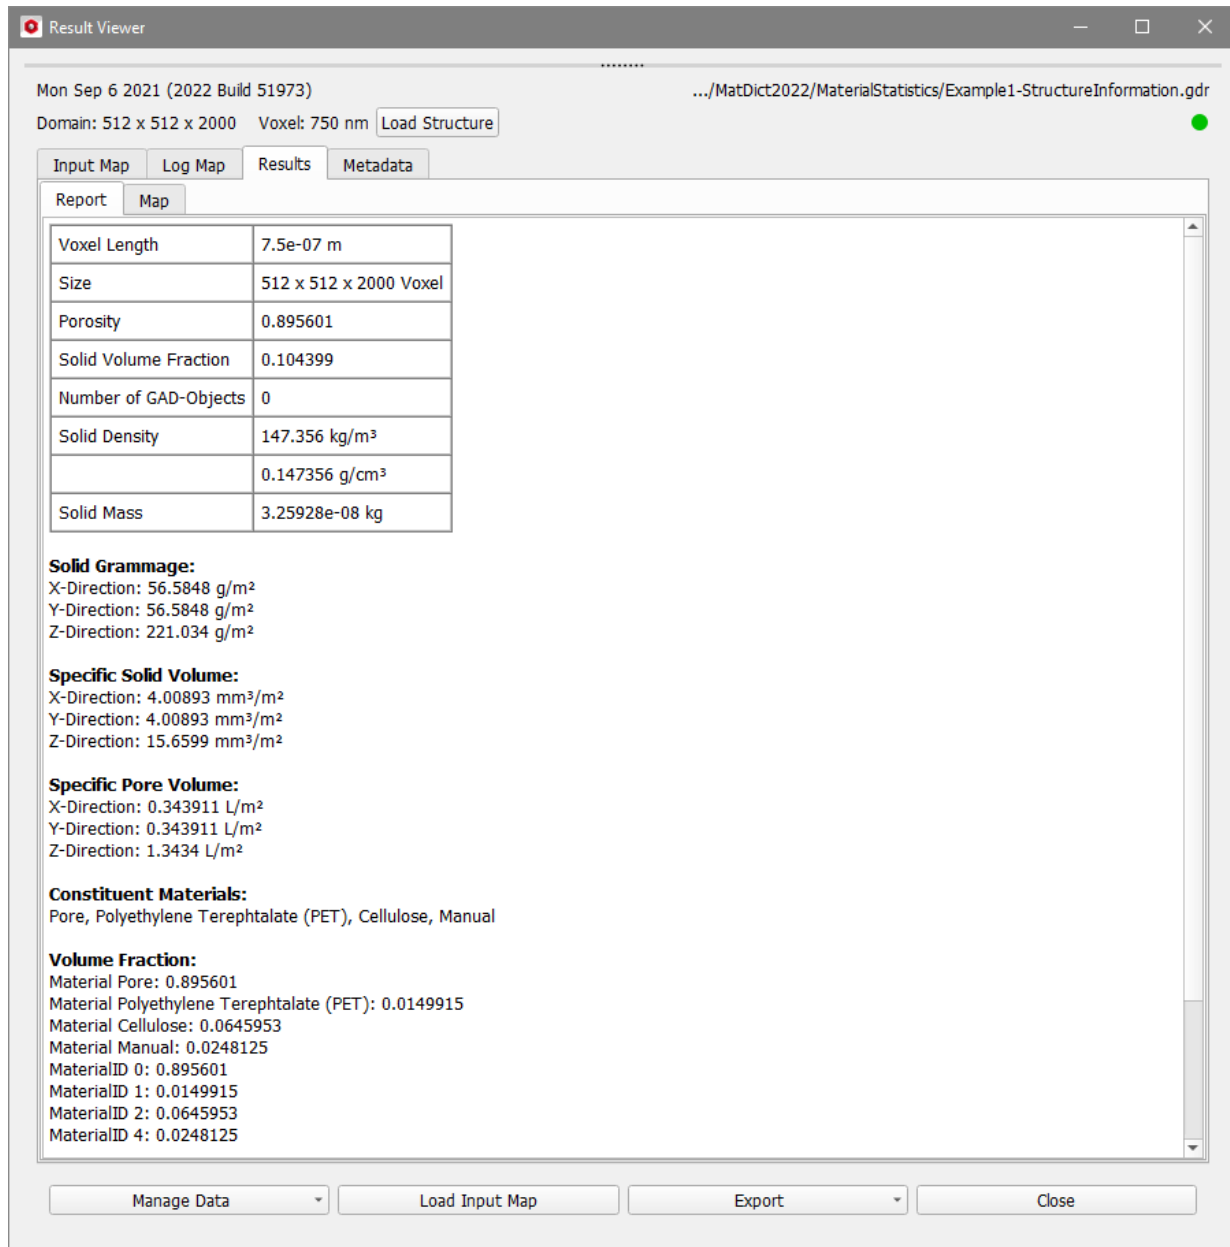 Result Viewer
Mon Sep 6 2021 (2022 Build 51973)
.../MatDict2022/MaterialStatistics/Example1-StructureInformation.gdr
Domain: 512 x 512 x 2000 Voxel: 750 nm Load Structure
Input Map Log Map Results Metadata
Report Map
Voxel Length 7.5e-07 m
Size 512 x 512 x 2000 Voxel
Porosity 0.895601
Solid Volume Fraction 0.104399
Number of GAD-Objects 0
Solid Density 147.356 kg/m³
0.147356 g/cm³
Solid Mass 3.25928e-08 kg
Solid Grammage:
X-Direction: 56.5848 g/m²
Y-Direction: 56.5848 g/m²
Z-Direction: 221.034 g/m²
Specific Solid Volume:
X-Direction: 4.00893 mm³/m²
Y-Direction: 4.00893 mm³/m²
Z-Direction: 15.6599 mm³/m²
Specific Pore Volume:
X-Direction: 0.343911 L/m²
Y-Direction: 0.343911 L/m²
Z-Direction: 1.3434 L/m²
Constituent Materials:
Pore, Polyethylene Terephtalate (PET), Cellulose, Manual
Volume Fraction:
Material Pore: 0.895601
Material Polyethylene Terephtalate (PET): 0.0149915
Material Cellulose: 0.0645953
Material Manual: 0.0248125
MaterialID 0: 0.895601
MaterialID 1: 0.0149915
MaterialID 2: 0.0645953
MaterialID 4: 0.0248125
Manage Data Load Input Map Export Close